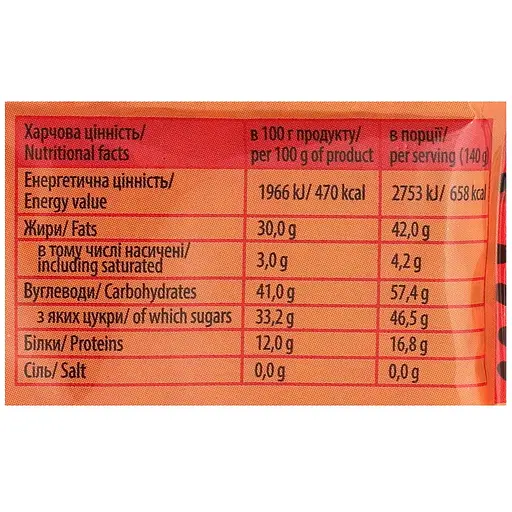 Харчова цінність/
Nutritional facts
в 100 г продукту/
per 100 g of product
в порції/
per serving (140 g)
Енергетична цінність/
Energy value
1966 kJ/ 470 kcal
2753 kJ/ 658 kcal
Жири/ Fats
30,0 g
42,0 g
в тому числі насичені/
including saturated
3,0 g
4,2 g
Вуглеводи/ Carbohydrates
41,0 g
57,4 g
з яких цукри/ of which sugars
33,2 g
46,5 g
Білки/ Proteins
12,0 g
16,8 g
Сіль/ Salt
0,0 g
0,0 g